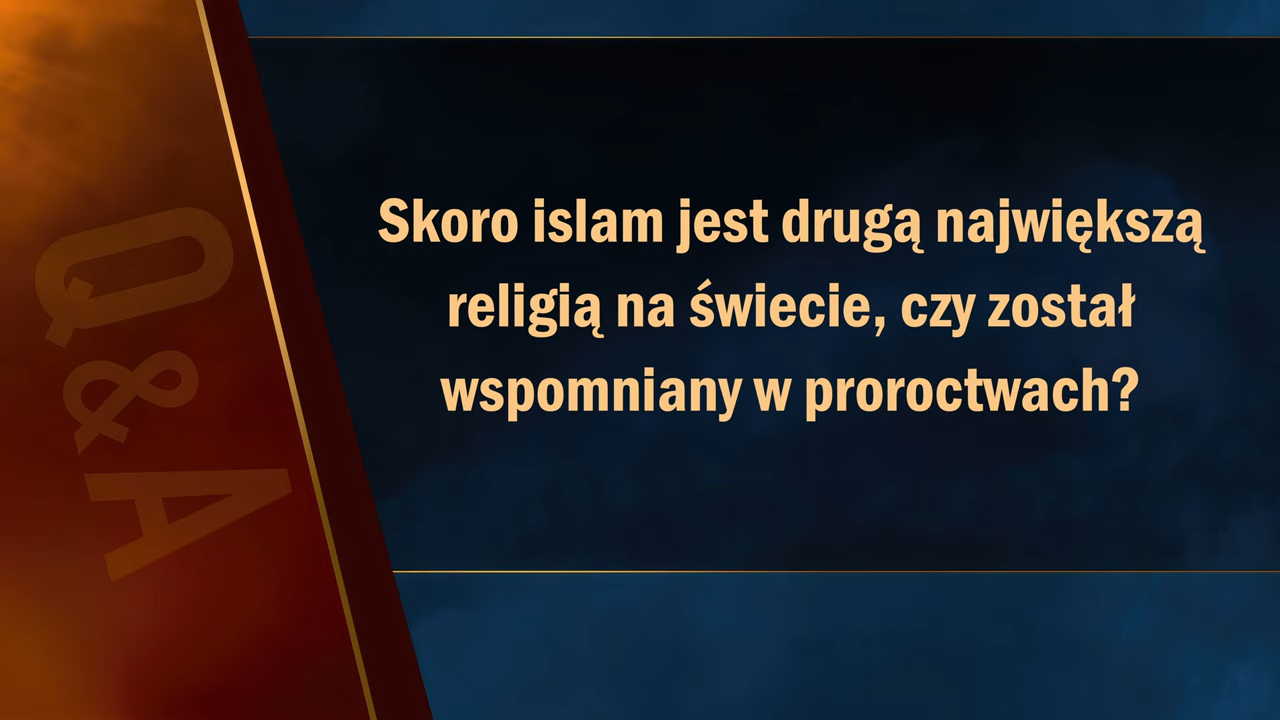 Q & A
Skoro islam jest drugą największą
religią na świecie, czy został
wspomniany w proroctwach?